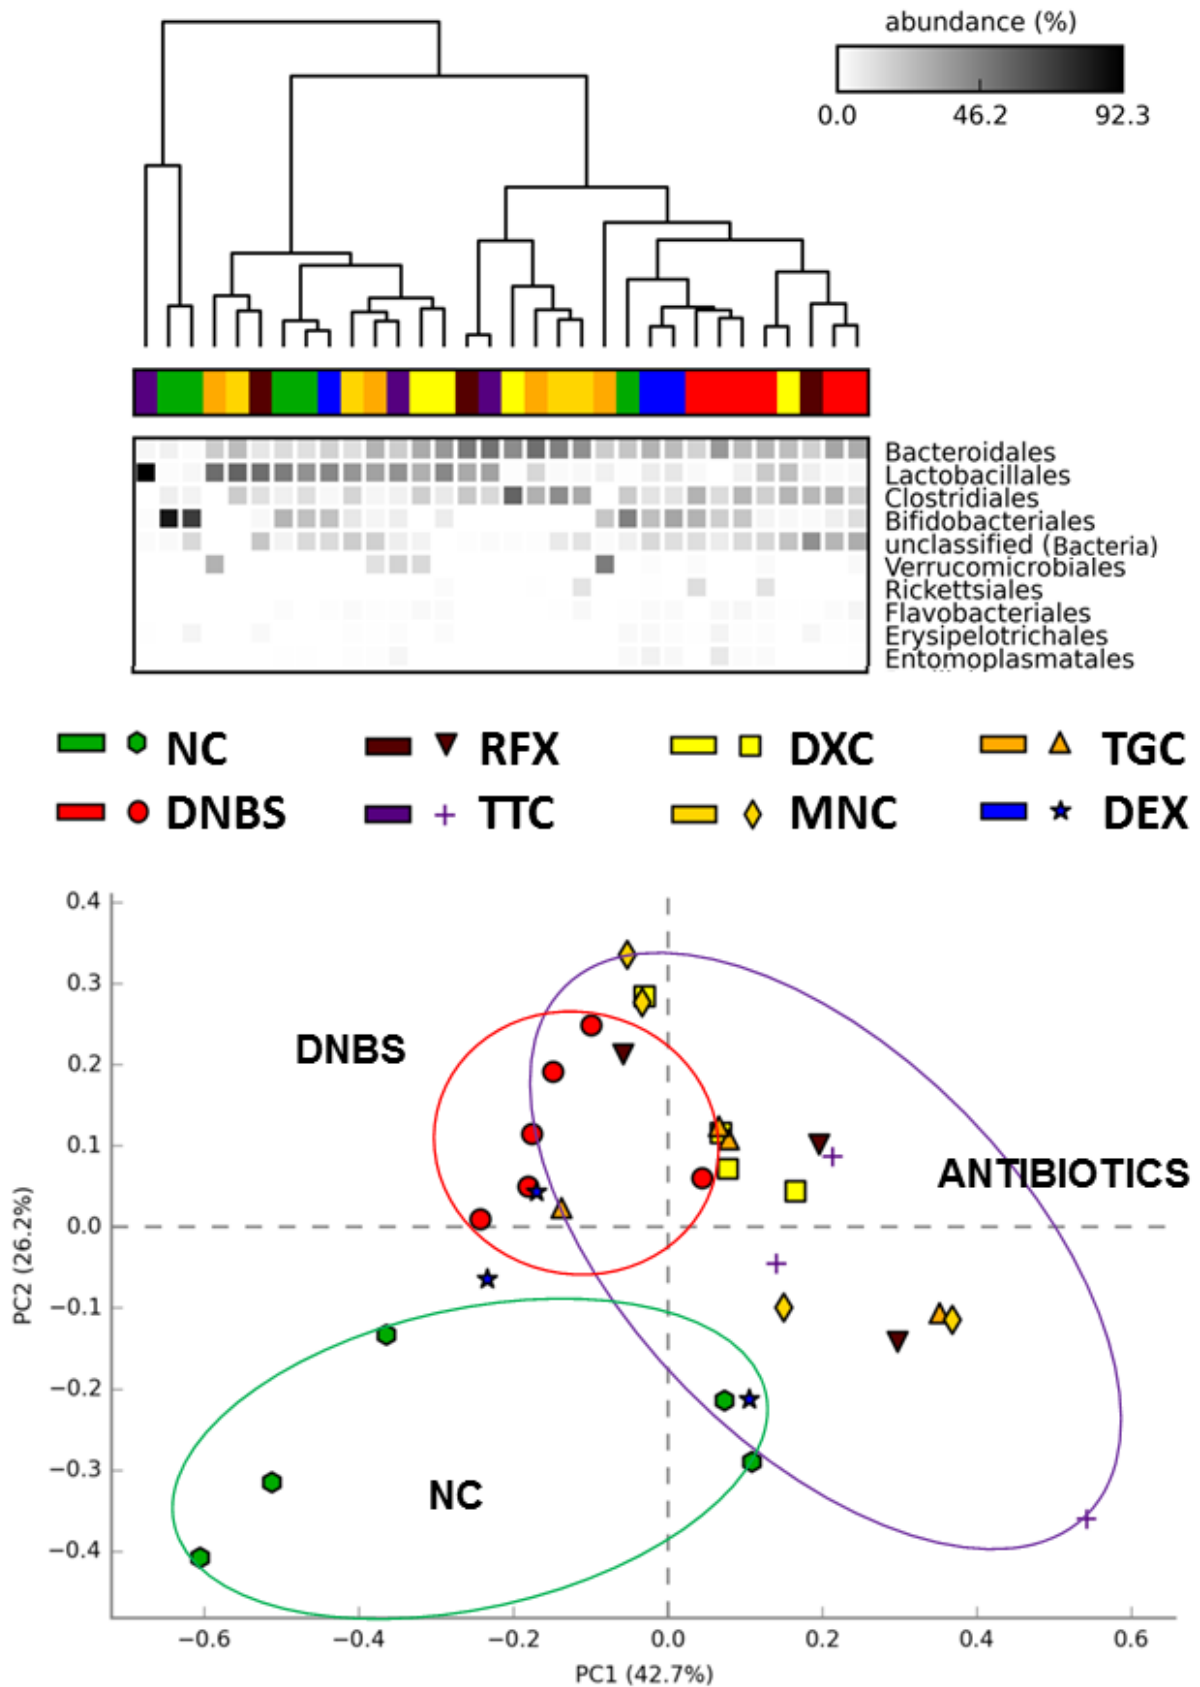 abundance (%)
0.0 46.2 92.3
Bacteroidales
Lactobacillales
Clostridiales
Bifidobacteriales
unclassified (Bacteria)
Verrucomicrobiales
Rickettsiales
Flavobacteriales
Erysipelotrichales
Entomoplasmatales
NC RFX DXC TGC
DNBS TTC MNC DEX
0.4
0.3
0.2
0.1
0.0
−0.1
−0.2
−0.3
−0.4
PC2 (26.2%)
DNBS
ANTIBIOTICS
NC
−0.6 −0.4 −0.2 0.0 0.2 0.4 0.6
PC1 (42.7%)